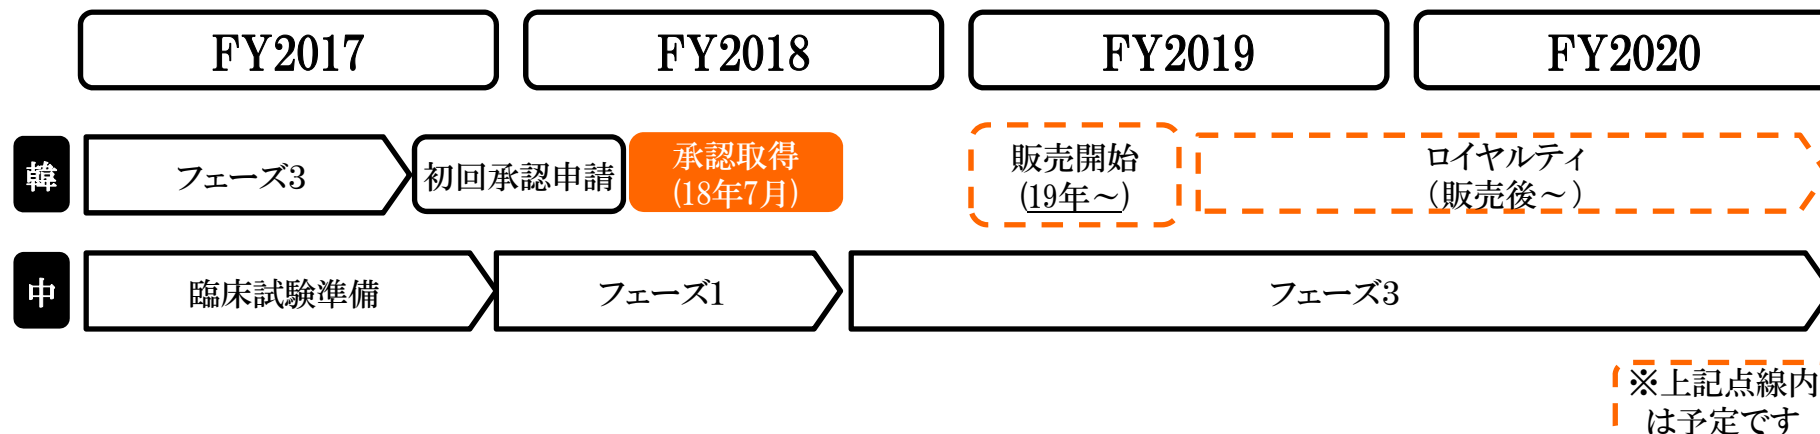 FY2017
FY2018
FY2019
FY2020
韓
フェーズ3
初回承認申請
承認取得
(18年7月)
販売開始
(19年～)
ロイヤルティ
（販売後～）
中
臨床試験準備
フェーズ1
フェーズ3
※上記点線内
は予定です